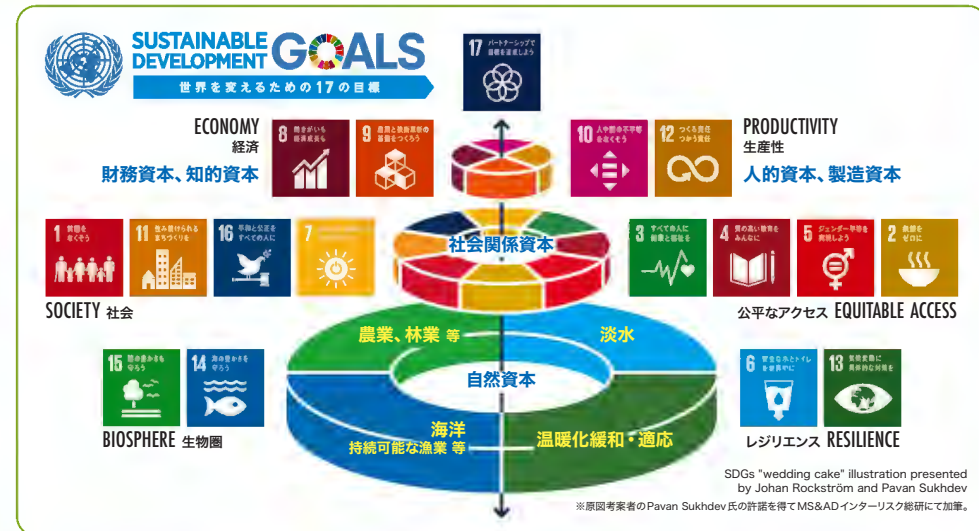 SUSTAINABLE
DEVELOPMENT
GOALS
世界を変えるための17の目標
17 パートナーシップで
目標を達成しよう
ECONOMY
経済
財務資本、知的資本
8 働きがいも
経済成長も
9 産業と技術革新の
基盤をつくろう
10 人や国の不平等
をなくそう
12 つくる責任
つかう責任
PRODUCTIVITY
生産性
人的資本、製造資本
1 貧困を
なくそう
11 住み続けられる
まちづくりを
16 平和と公正を
すべての人に
7
社会関係資本
3 すべての人に
健康と福祉を
4 質の高い教育を
みんなに
5 ジェンダー平等を
実現しよう
2 飢餓を
ゼロに
SOCIETY 社会
公平なアクセス EQUITABLE ACCESS
農業、林業 等
淡水
自然資本
15 陸の豊かさも
守ろう
14 海の豊かさを
守ろう
6 安全な水とトイレ
を世界中に
13 気候変動に
具体的な対策を
海洋
持続可能な漁業 等
温暖化緩和・適応
BIOSPHERE 生物圏
レジリエンス RESILIENCE
SDGs "wedding cake" illustration presented
by Johan Rockström and Pavan Sukhdev
※原図考案者のPavan Sukhdev氏の許諾を得てMS&ADインターリスク総研にて加筆。